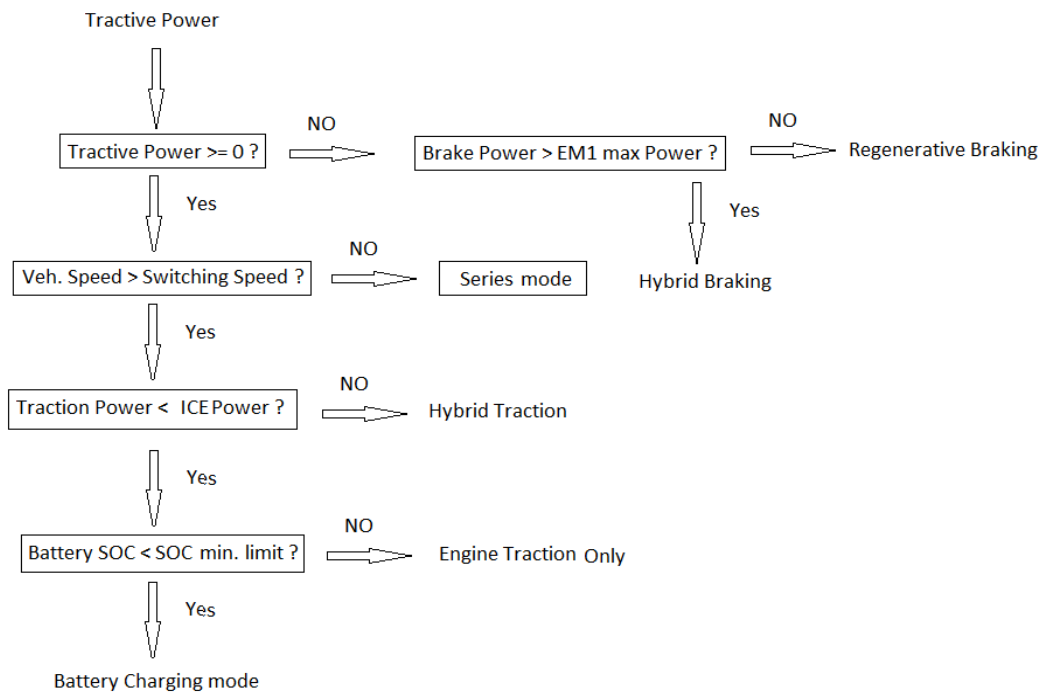 Tractive Power
NO
NO
Tractive Power >= 0 ?
Brake Power > EM1 max Power ?
Regenerative Braking
Yes
Yes
NO
Veh. Speed > Switching Speed ?
Series mode
Hybrid Braking
Yes
NO
Traction Power < ICE Power ?
Hybrid Traction
Yes
NO
Battery SOC < SOC min. limit ?
Engine Traction Only
Yes
Battery Charging mode